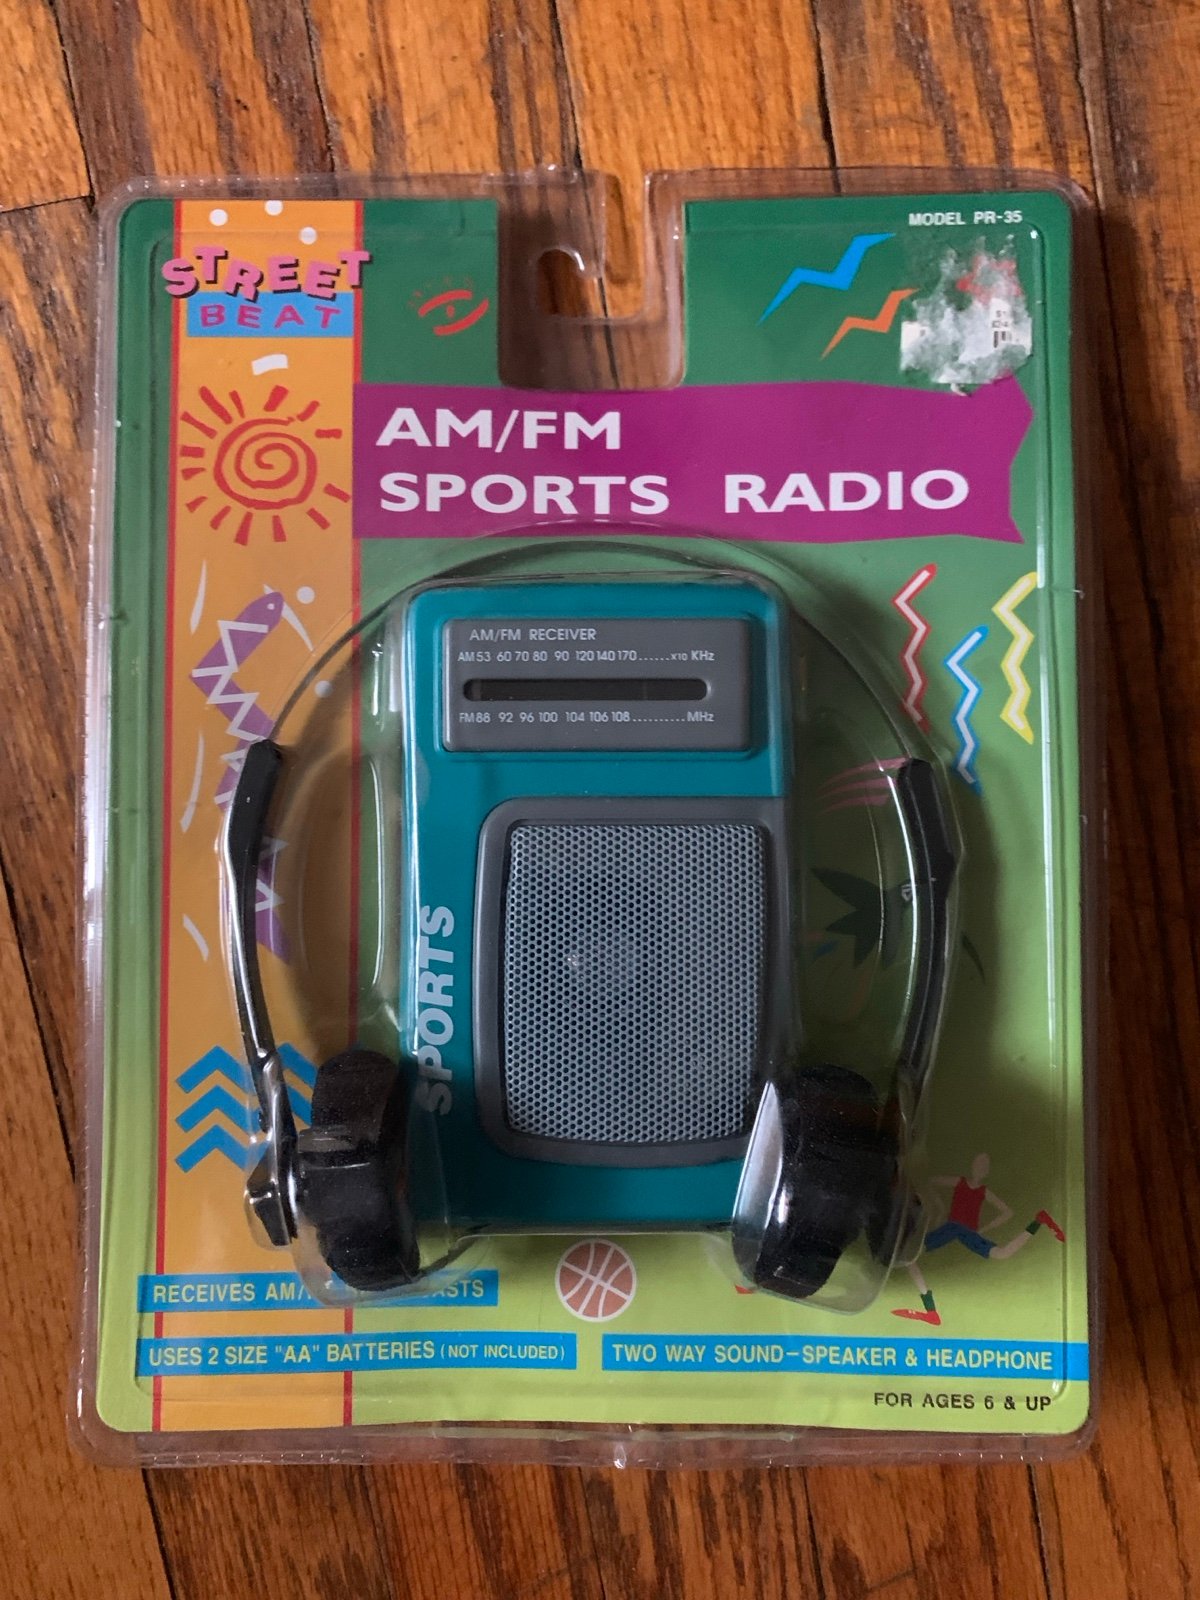 MODEL PR-35
STREET
BEAT
AM/FM
SPORTS RADIO
AM/FM RECEIVER
AM 53 60 70 80 90 120 140 170......x10 KHz
FM 88 92 96 100 104 106 108.......... MHz
SPORTS
RECEIVES AM/
USES 2 SIZE "AA" BATTERIES (NOT INCLUDED)
TWO WAY SOUND-SPEAKER & HEADPHONE
FOR AGES 6 & UP